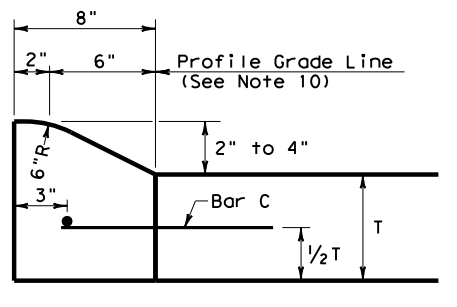 8"
2" 6" Profile Grade Line
(See Note 10)
2" to 4"
6"R
3"
Bar C
T
½T